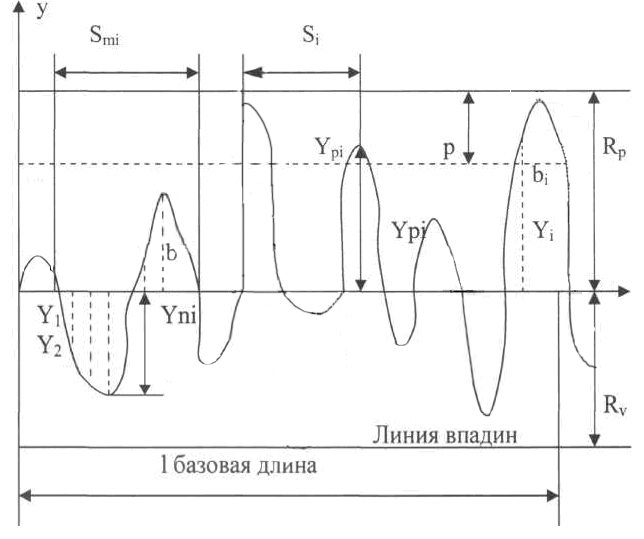 y
Smi
Si
Ypi
p
Rp
bi
b
Ypi
Yi
Y1
Yni
Y2
Rv
Линия впадин
l базовая длина